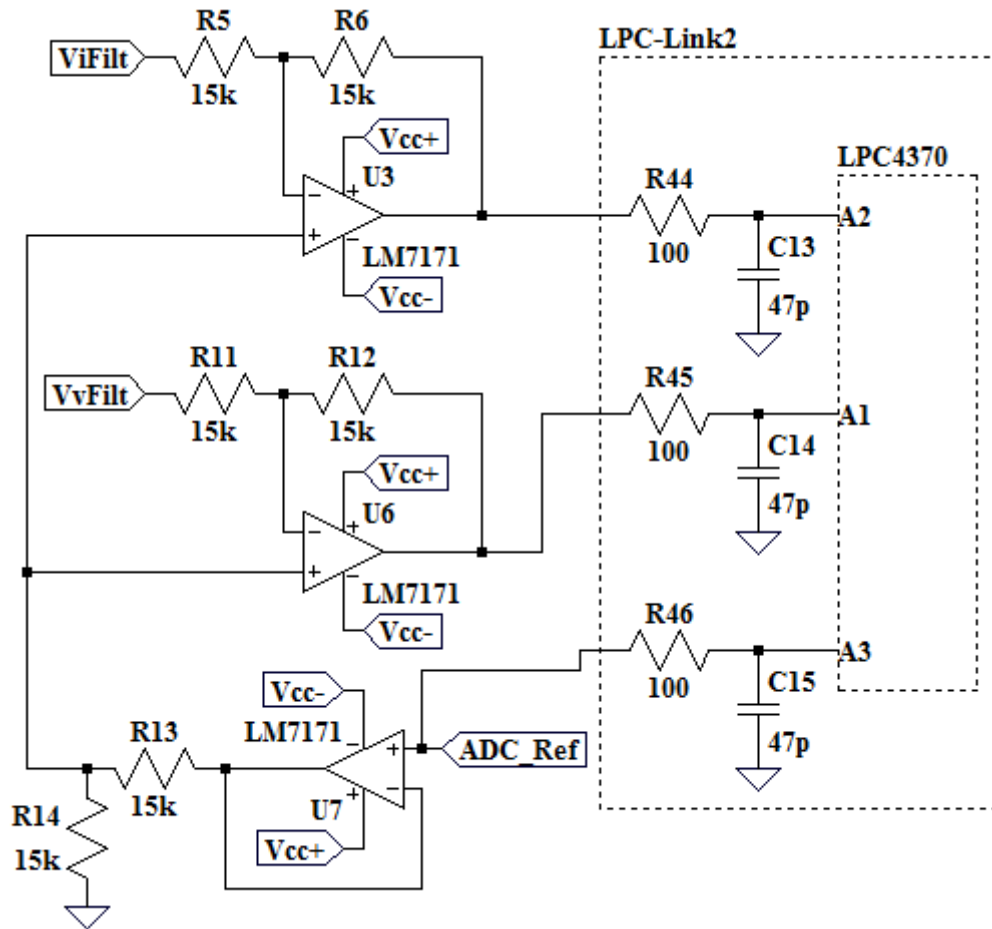 R5
R6
LPC-Link2
ViFilt
15k
15k
Vcc+
U3
LPC4370
R44
A2
LM7171
100
C13
Vcc-
47p
R11
R12
R45
VvFilt
A1
15k
15k
100
C14
Vcc+
U6
47p
LM7171
R46
Vcc-
A3
Vcc-
100
C15
R13
LM7171
ADC_Ref
47p
15k
U7
R14
Vcc+
15k